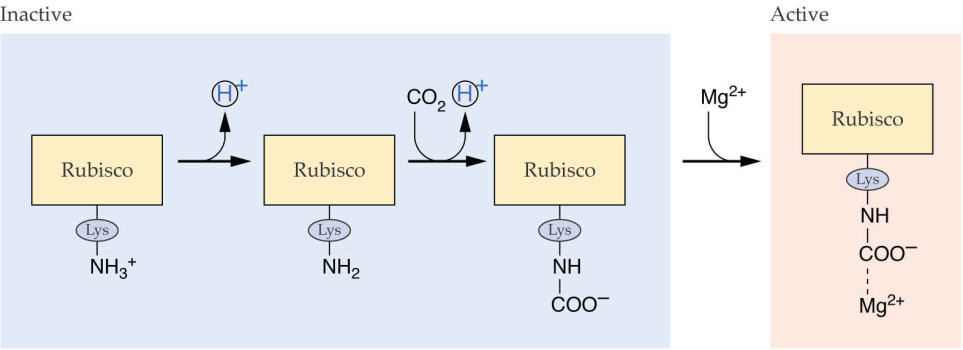 Inactive
Active
H+
CO₂ H+
Mg²⁺
Rubisco
Rubisco
Rubisco
Rubisco
Lys
Lys
Lys
Lys
NH₃⁺
NH₂
NH
COO⁻
NH
COO⁻
Mg²⁺